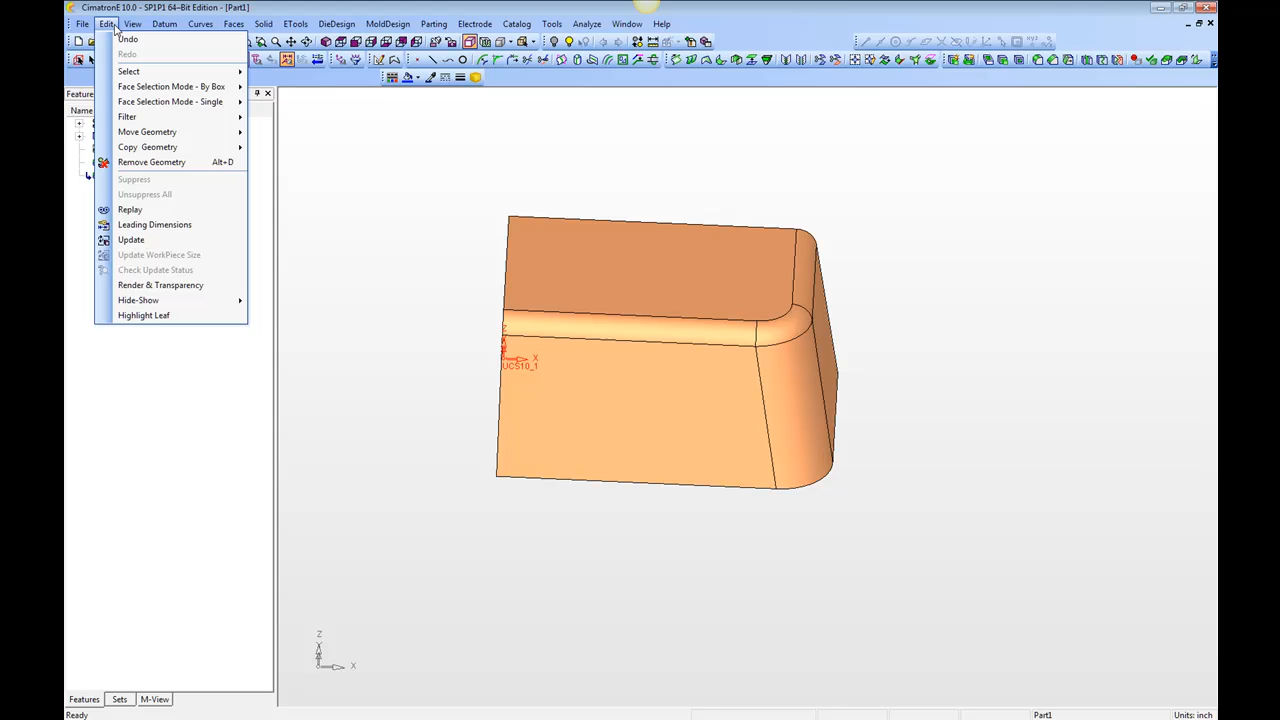 CimatronE 10.0 - SP1P1 64-Bit Edition - [Part1]
File Edit View Datum Curves Faces Solid ETools DieDesign MoldDesign Parting Electrode Catalog Tools Analyze Window Help
Undo
Redo
Select
Face Selection Mode - By Box
Face Selection Mode - Single
Filter
Move Geometry
Copy Geometry
Remove Geometry Alt+D
Suppress
Unsuppress All
Replay
Leading Dimensions
Update
Update WorkPiece Size
Check Update Status
Render & Transparency
Hide-Show
Highlight Leaf
Feature
Name
Z
X
UCS10_1
Z
X
Features Sets M-View
Ready Part1 Units: inch